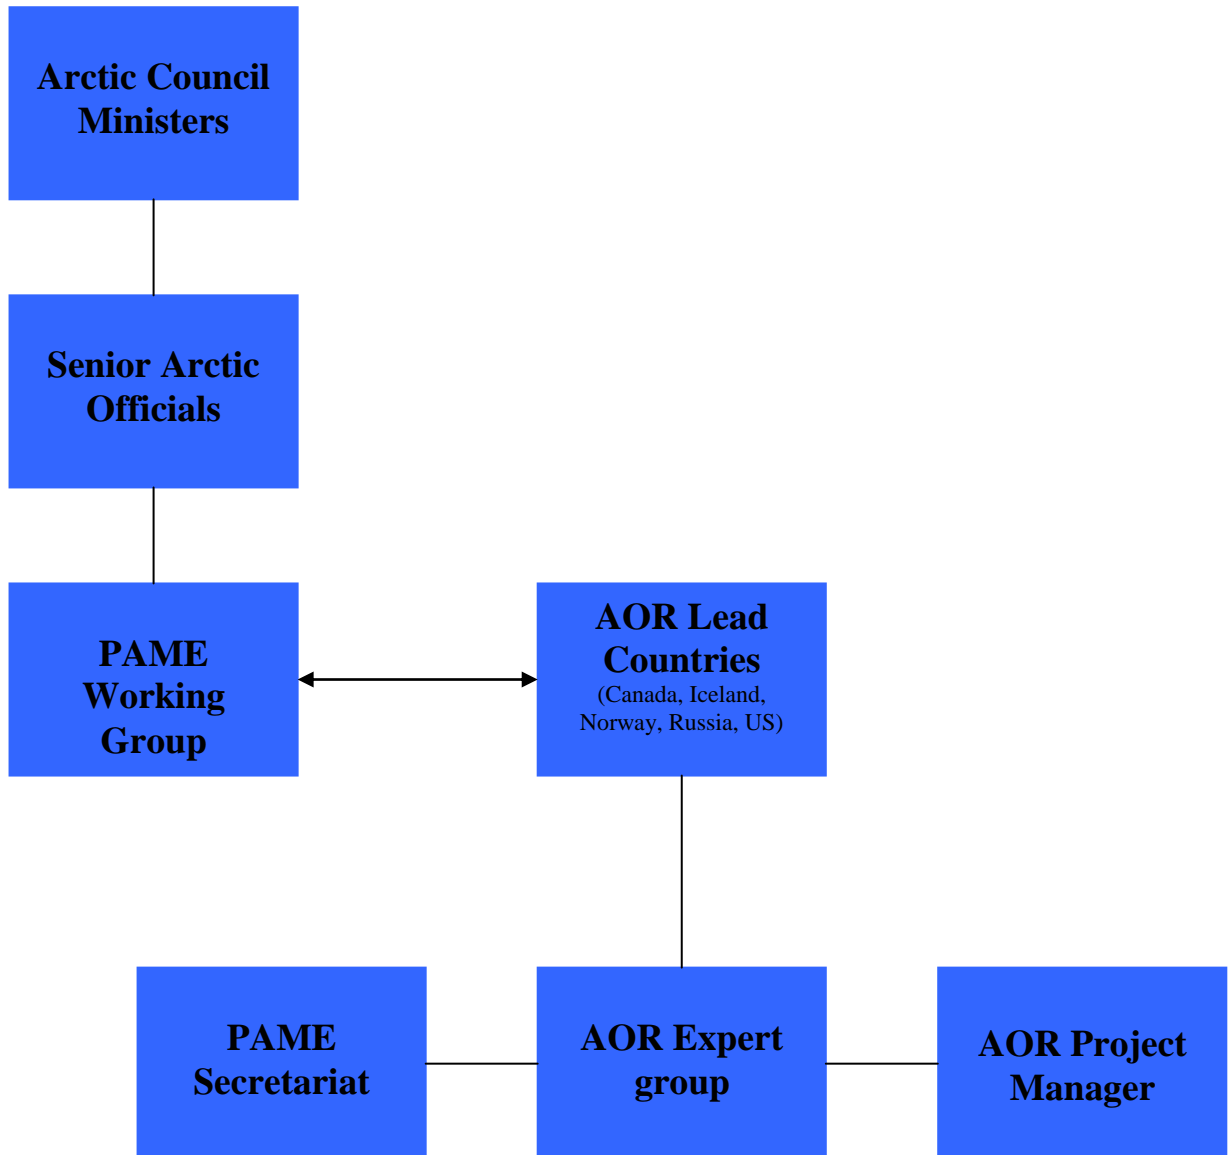 Arctic Council
Ministers
Senior Arctic
Officials
PAME
Working
Group
AOR Lead
Countries
(Canada, Iceland,
Norway, Russia, US)
PAME
Secretariat
AOR Expert
group
AOR Project
Manager